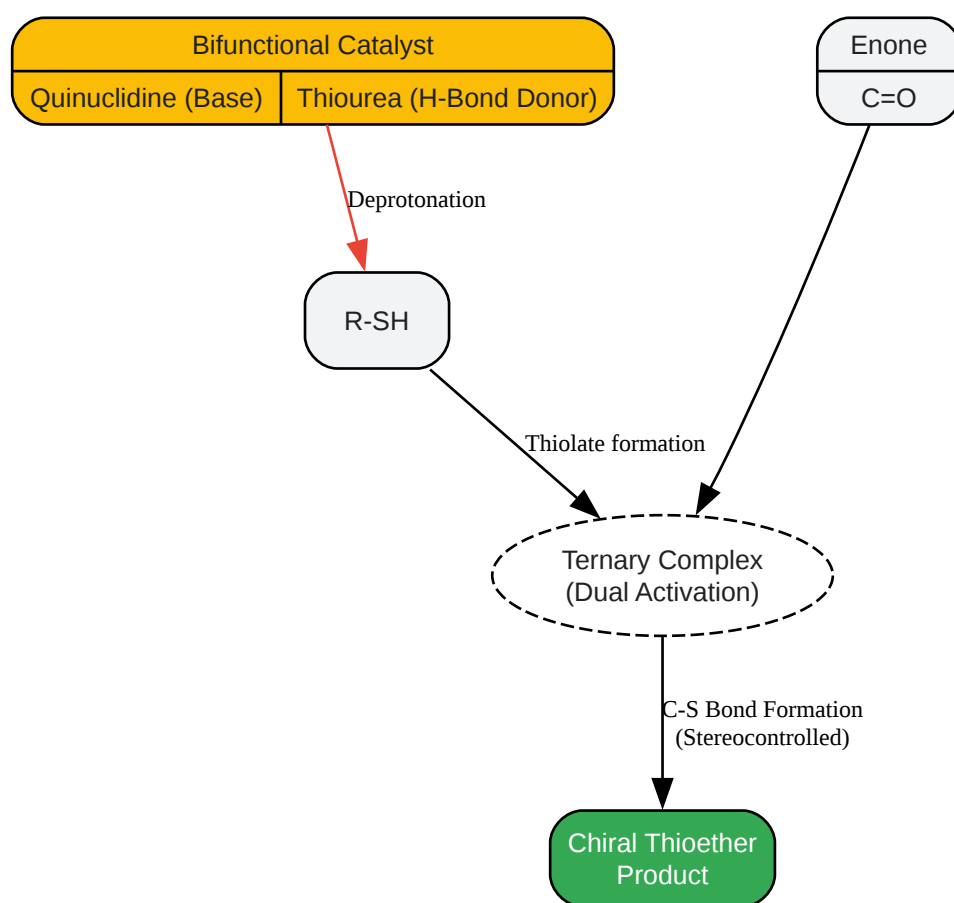 Bifunctional Catalyst
Quinuclidine (Base)
Thiourea (H-Bond Donor)
Enone
C=O
Deprotonation
R-SH
Thiolate formation
Ternary Complex
(Dual Activation)
C-S Bond Formation
(Stereocontrolled)
Chiral Thioether
Product